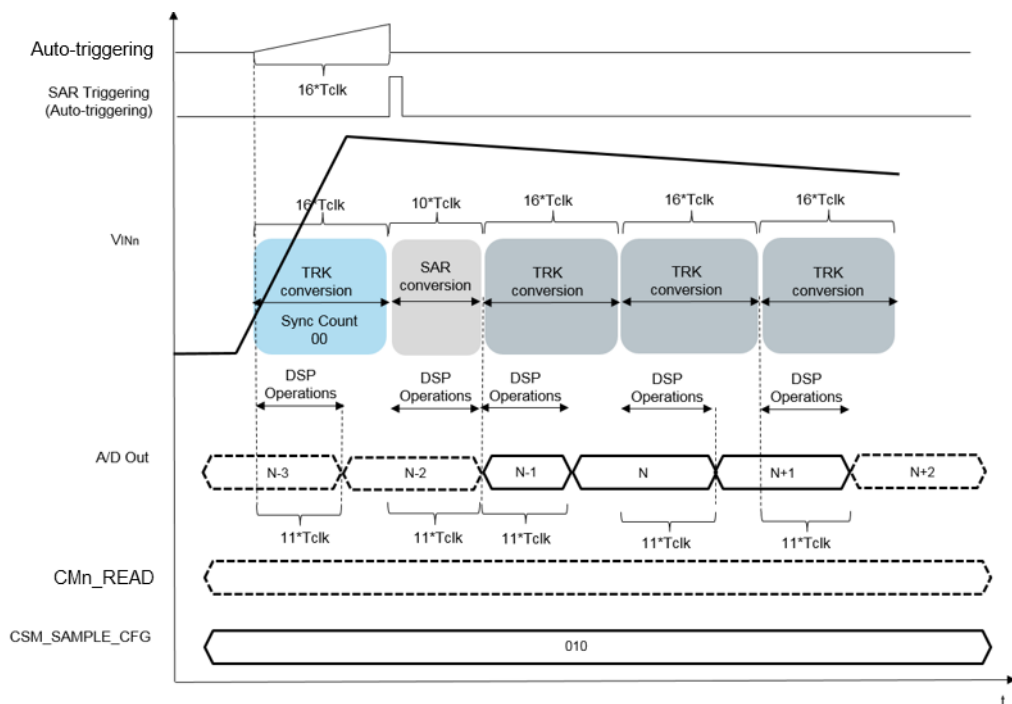 Auto-triggering
16*Tclk
SAR Triggering
(Auto-triggering)
16*Tclk
10*Tclk
16*Tclk
16*Tclk
16*Tclk
VINn
TRK
conversion
Sync Count
00
SAR
conversion
TRK
conversion
TRK
conversion
TRK
conversion
DSP
Operations
DSP
Operations
DSP
Operations
DSP
Operations
DSP
Operations
A/D Out
N-3
N-2
N-1
N
N+1
N+2
11*Tclk
11*Tclk
11*Tclk
11*Tclk
11*Tclk
CMn_READ
CSM_SAMPLE_CFG
010
t